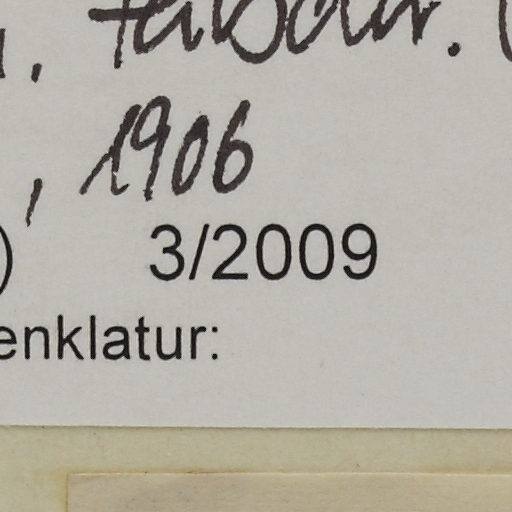 , 1906
) 3/2009
enklatur: